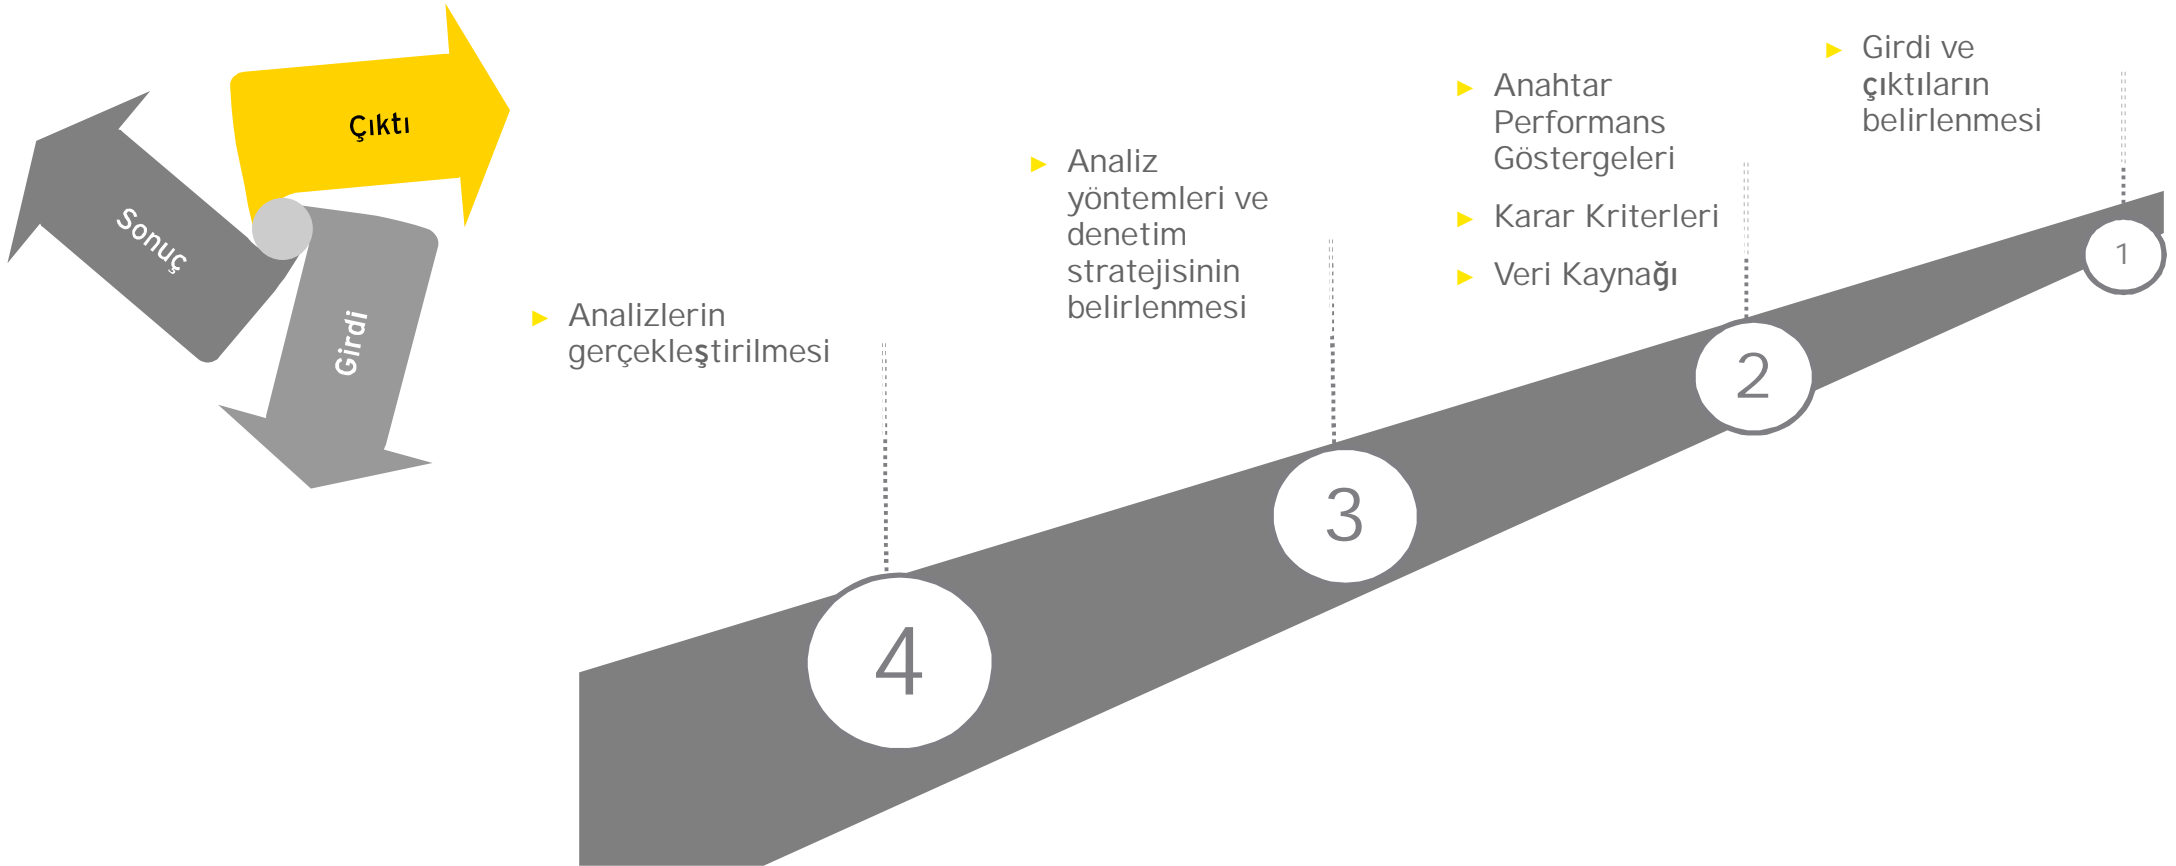 Çıktı
Sonuç
Girdi
► Analizlerin
gerçekleştirilmesi
► Analiz
yöntemleri ve
denetim
stratejisinin
belirlenmesi
► Anahtar
Performans
Göstergeleri
► Karar Kriterleri
► Veri Kaynağı
► Girdi ve
çıktıların
belirlenmesi
1
2
3
4